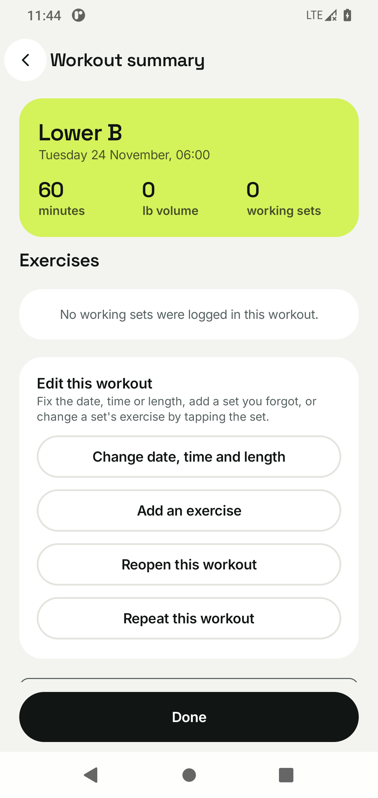 11:44
LTE
Workout summary
Lower B
Tuesday 24 November, 06:00
60
0
0
minutes
lb volume
working sets
Exercises
No working sets were logged in this workout.
Edit this workout
Fix the date, time or length, add a set you forgot, or
change a set's exercise by tapping the set.
Change date, time and length
Add an exercise
Reopen this workout
Repeat this workout
Done